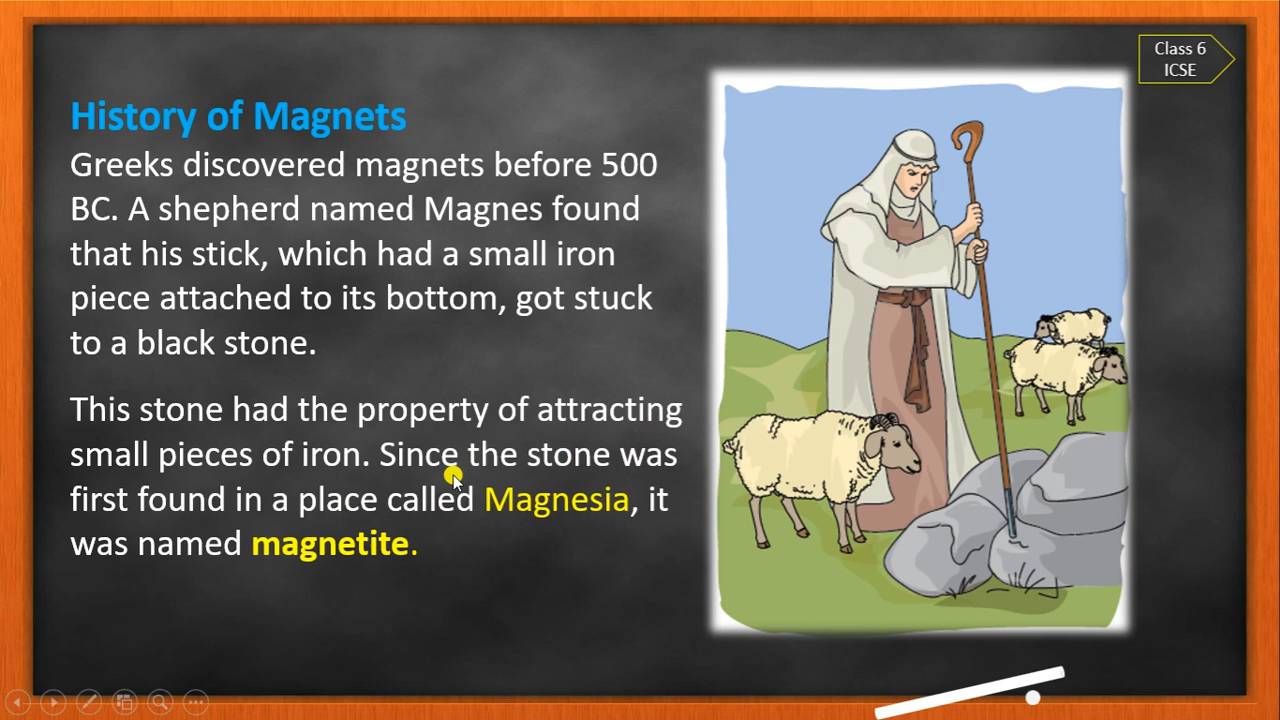 Class 6
ICSE
History of Magnets
Greeks discovered magnets before 500
BC. A shepherd named Magnes found
that his stick, which had a small iron
piece attached to its bottom, got stuck
to a black stone.
This stone had the property of attracting
small pieces of iron. Since the stone was
first found in a place called Magnesia, it
was named magnetite.